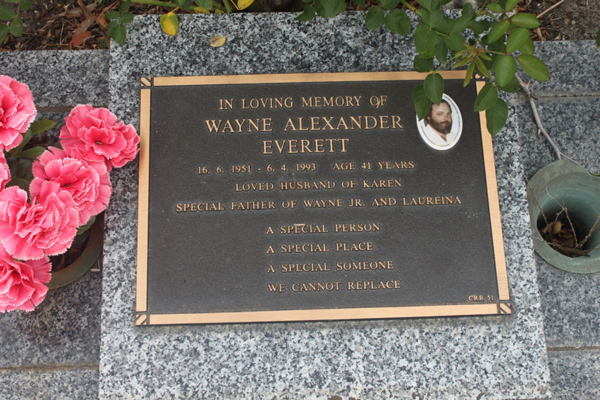 IN LOVING MEMORY OF
WAYNE ALEXANDER
EVERETT
16. 6. 1951 - 6. 4. 1993 AGE 41 YEARS
LOVED HUSBAND OF KAREN
SPECIAL FATHER OF WAYNE JR. AND LAUREINA
A SPECIAL PERSON
A SPECIAL PLACE
A SPECIAL SOMEONE
WE CANNOT REPLACE